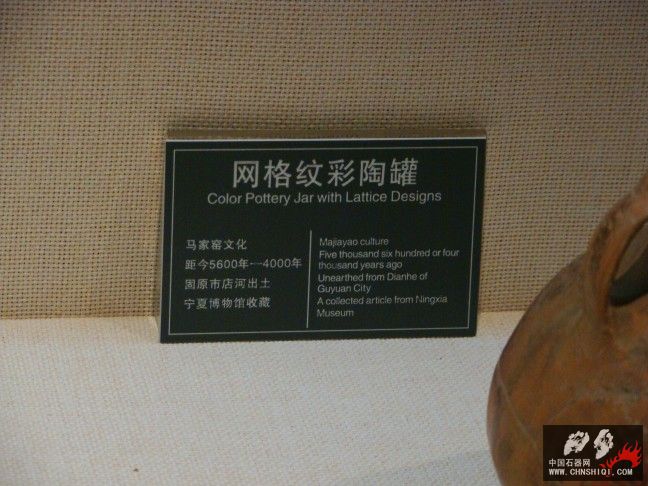 网格纹彩陶罐
Color Pottery Jar with Lattice Designs
马家窑文化
距今5600年—4000年
固原市店河出土
宁夏博物馆收藏
Majiayao culture
Five thousand six hundred or four
thousand years ago
Unearthed from Dianhe of
Guyuan City
A collected article from Ningxia
Museum
中国石器网
WWW.CHNSHIQI.COM